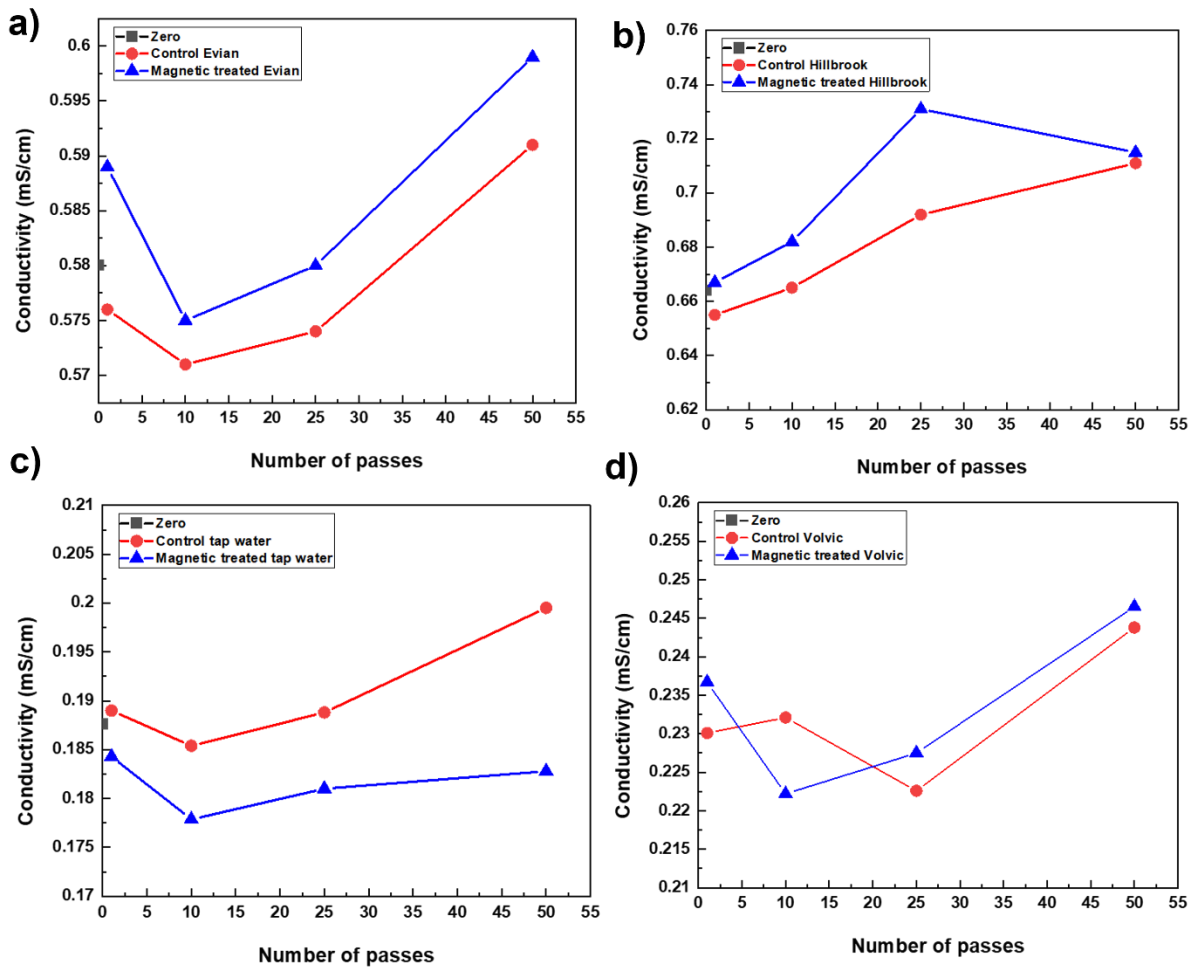 a)
Zero
Control Evian
Magnetic treated Evian
0.6
0.595
0.59
0.585
0.58
0.575
0.57
Conductivity (mS/cm)
0 5 10 15 20 25 30 35 40 45 50 55
Number of passes
b)
Zero
Control Hillbrook
Magnetic treated Hillbrook
0.76
0.74
0.72
0.7
0.68
0.66
0.64
0.62
Conductivity (mS/cm)
0 5 10 15 20 25 30 35 40 45 50 55
Number of passes
c)
Zero
Control tap water
Magnetic treated tap water
0.21
0.205
0.2
0.195
0.19
0.185
0.18
0.175
0.17
Conductivity (mS/cm)
0 5 10 15 20 25 30 35 40 45 50 55
Number of passes
d)
Zero
Control Volvic
Magnetic treated Volvic
0.26
0.255
0.25
0.245
0.24
0.235
0.23
0.225
0.22
0.215
0.21
Conductivity (mS/cm)
0 5 10 15 20 25 30 35 40 45 50 55
Number of passes